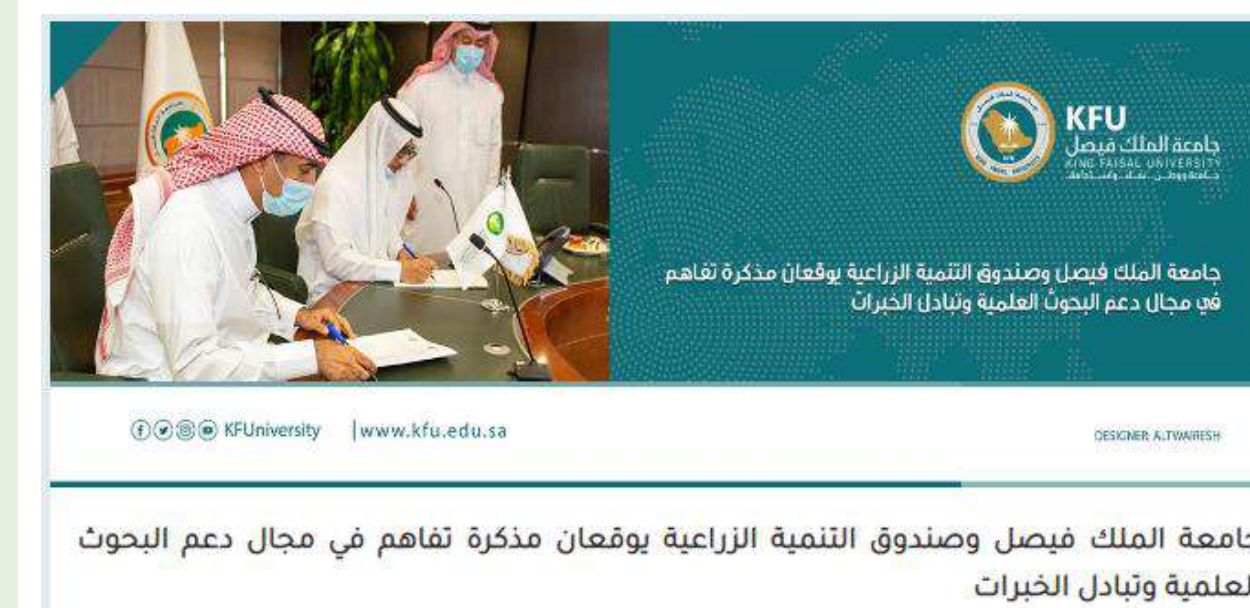 KFU
جامعة الملك فيصل
KING FAISAL UNIVERSITY
جامعة الملك فيصل وصندوق التنمية الزراعية يوقعان مذكرة تفاهم
في مجال دعم البحوث العلمية وتبادل الخبرات
KFUniversity |www.kfu.edu.sa
DESIGNER: ALTWAIRESH
جامعة الملك فيصل وصندوق التنمية الزراعية يوقعان مذكرة تفاهم في مجال دعم البحوث
العلمية وتبادل الخبرات